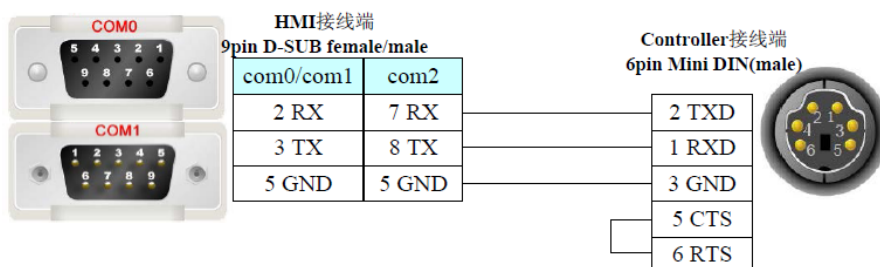 COM0
5 4 3 2 1
9 8 7 6
COM1
1 2 3 4 5
6 7 8 9
HMI接线端
9pin D-SUB female/male
com0/com1 com2
2 RX 7 RX
3 TX 8 TX
5 GND 5 GND
Controller接线端
6pin Mini DIN(male)
2 TXD
1 RXD
3 GND
5 CTS
6 RTS
2 1
4 3
6 5